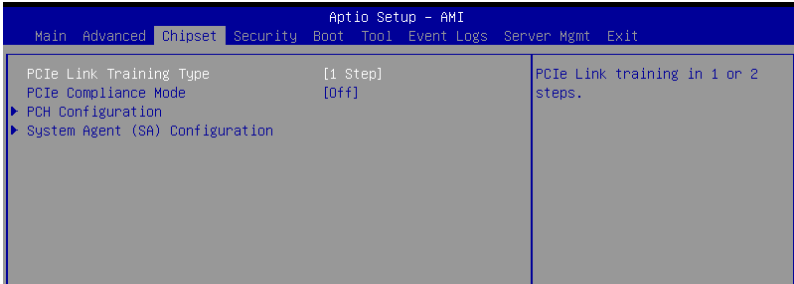 Aptio Setup – AMI
Main Advanced Chipset Security Boot Tool Event Logs Server Mgmt Exit
PCIe Link Training Type [1 Step]
PCIe Compliance Mode [Off]
PCH Configuration
System Agent (SA) Configuration
PCIe Link training in 1 or 2
steps.